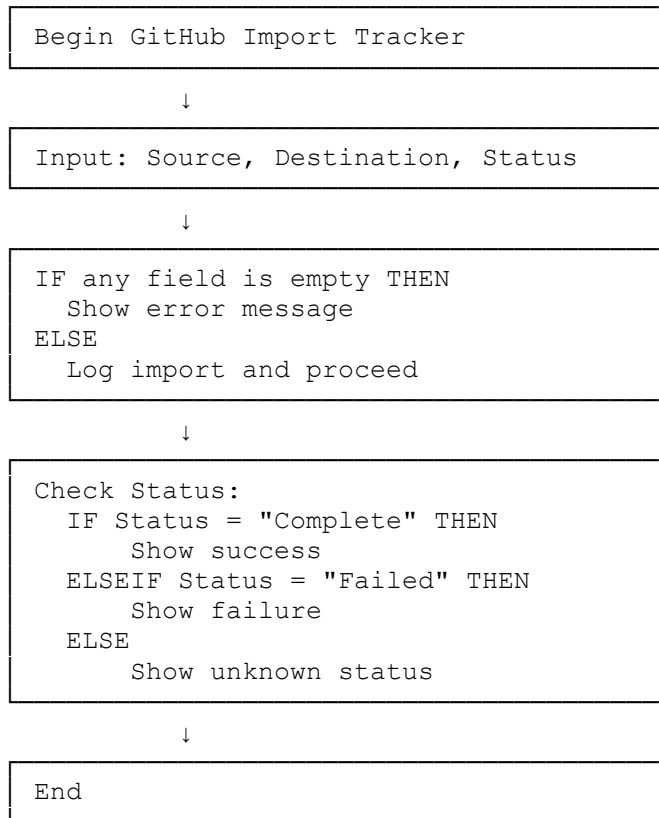 Begin GitHub Import Tracker
↓
Input: Source, Destination, Status
↓
IF any field is empty THEN
Show error message
ELSE
Log import and proceed
↓
Check Status:
IF Status = "Complete" THEN
Show success
ELSEIF Status = "Failed" THEN
Show failure
ELSE
Show unknown status
↓
End